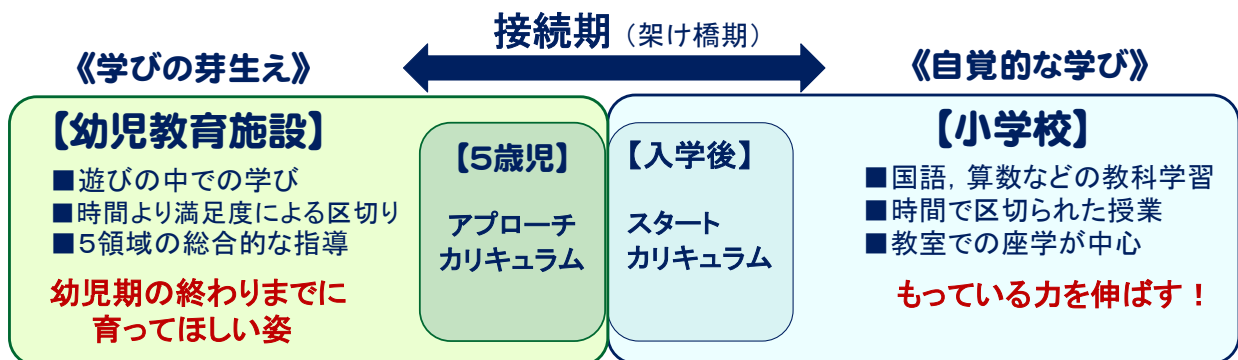 接続期（架け橋期）
《学びの芽生え》
《自覚的な学び》
【幼児教育施設】
■遊びの中での学び
■時間より満足度による区切り
■５領域の総合的な指導
幼児期の終わりまでに
育ってほしい姿
【５歳児】
アプローチ
カリキュラム
【入学後】
スタート
カリキュラム
【小学校】
■国語，算数などの教科学習
■時間で区切られた授業
■教室での座学が中心
もっている力を伸ばす！